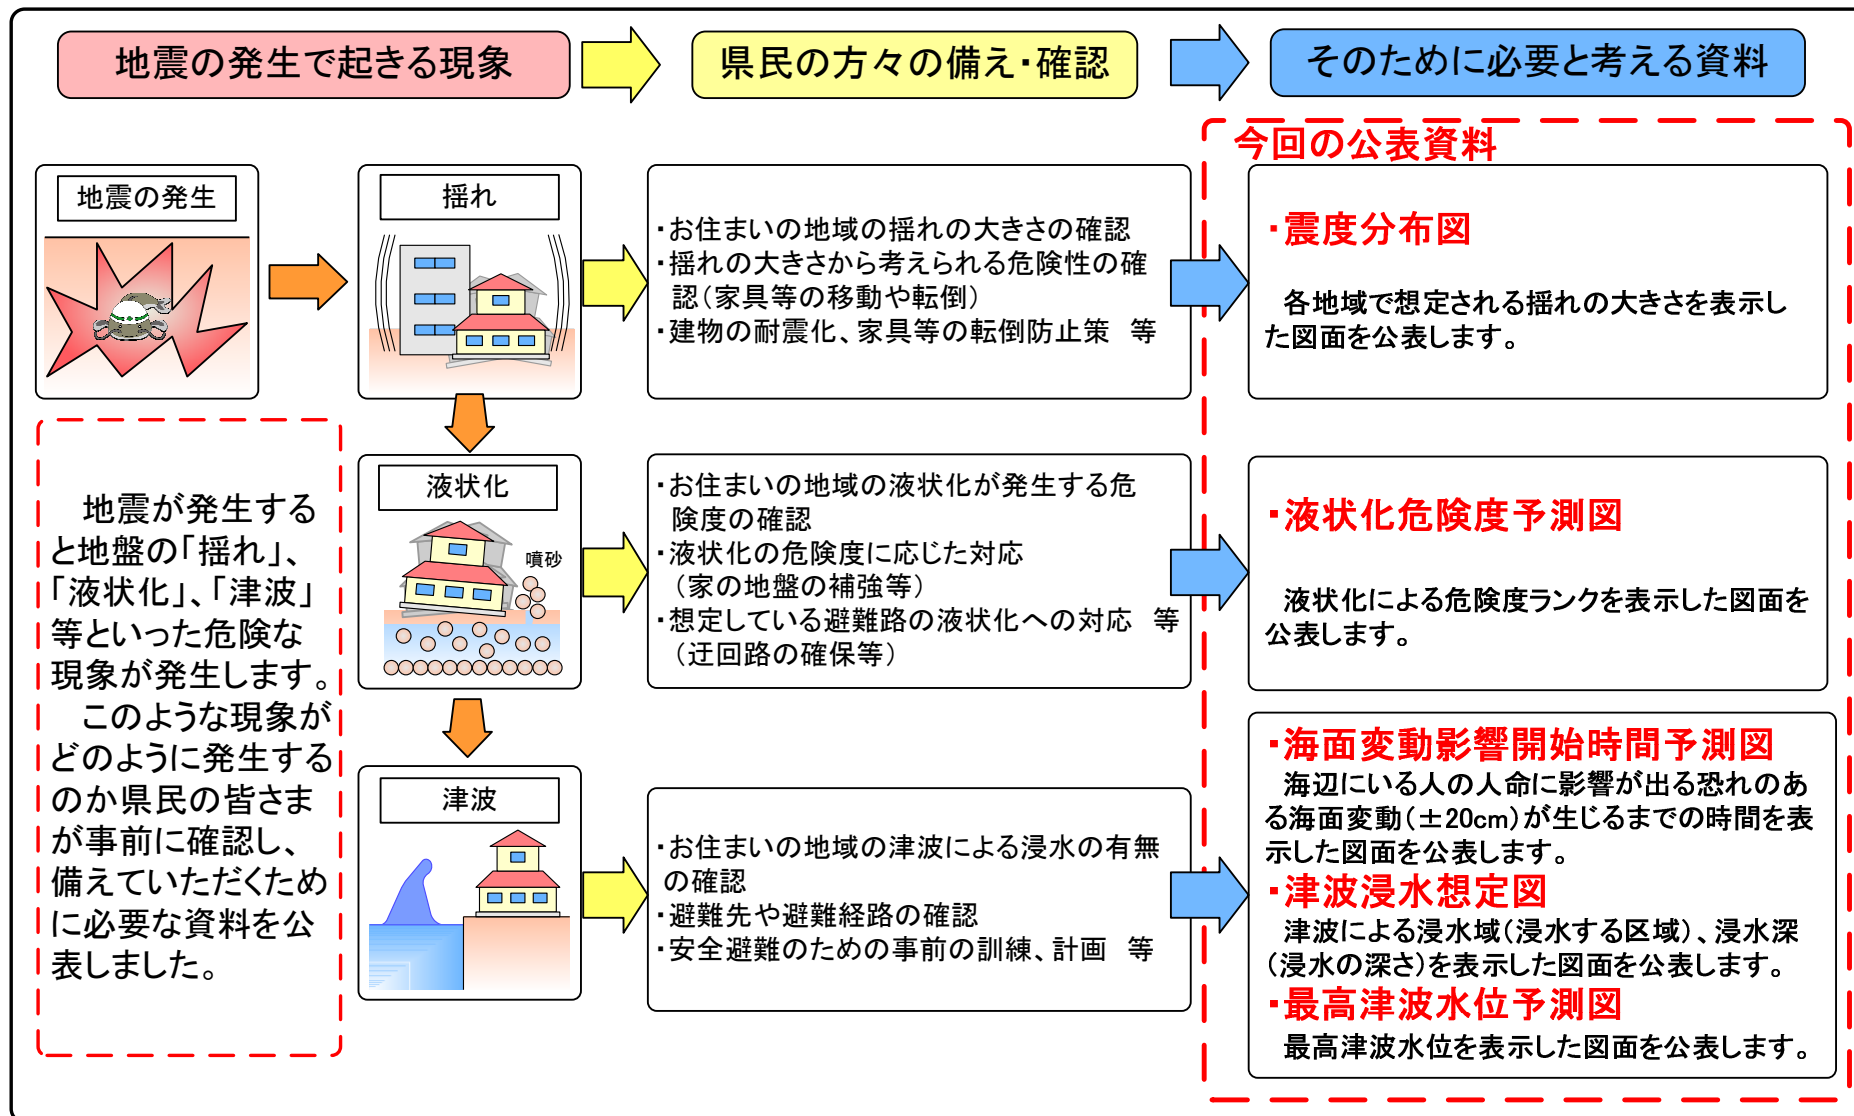 地震の発生で起きる現象
県民の方々の備え・確認
そのために必要と考える資料
今回の公表資料
地震の発生
揺れ
・お住まいの地域の揺れの大きさの確認
・揺れの大きさから考えられる危険性の確
認(家具等の移動や転倒)
・建物の耐震化、家具等の転倒防止策　等
・震度分布図
各地域で想定される揺れの大きさを表示し
た図面を公表します。
地震が発生する
と地盤の「揺れ」、
「液状化」、「津波」
等といった危険な
現象が発生します。
このような現象が
どのように発生する
のか県民の皆さま
が事前に確認し、
備えていただくため
に必要な資料を公
表しました。
液状化
噴砂
・お住まいの地域の液状化が発生する危
険度の確認
・液状化の危険度に応じた対応
(家の地盤の補強等)
・想定している避難路の液状化への対応　等
(迂回路の確保等)
・液状化危険度予測図
液状化による危険度ランクを表示した図面を
公表します。
津波
・お住まいの地域の津波による浸水の有無
の確認
・避難先や避難経路の確認
・安全避難のための事前の訓練、計画　等
・海面変動影響開始時間予測図
海辺にいる人の人命に影響が出る恐れのあ
る海面変動(±20cm)が生じるまでの時間を表
示した図面を公表します。
・津波浸水想定図
津波による浸水域(浸水する区域)、浸水深
(浸水の深さ)を表示した図面を公表します。
・最高津波水位予測図
最高津波水位を表示した図面を公表します。